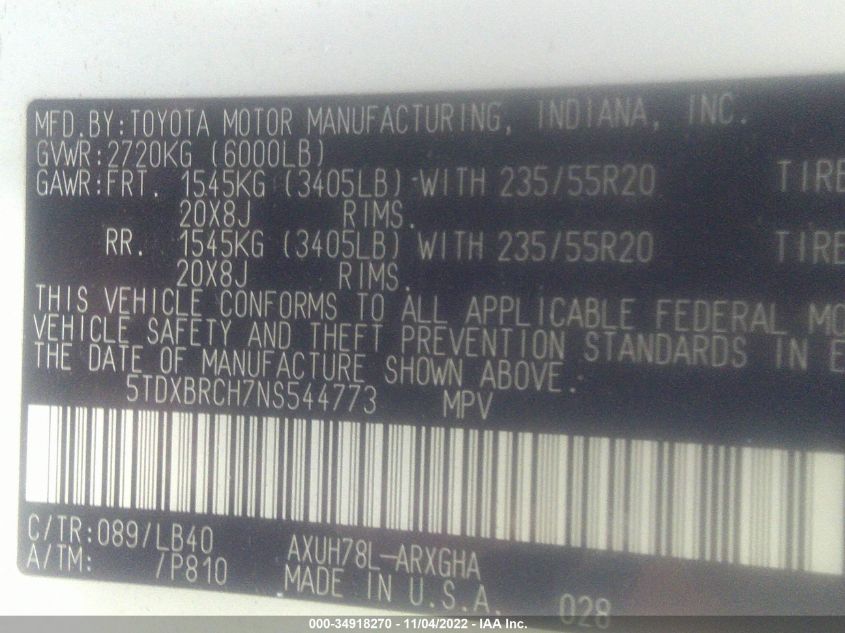 MFD.BY:TOYOTA MOTOR MANUFACTURING, INDIANA, INC.
GVWR:2720KG (6000LB)
GAWR:FRT. 1545KG (3405LB) WITH 235/55R20 TIRE
20X8J RIMS.
RR. 1545KG (3405LB) WITH 235/55R20 TIRE
20X8J RIMS.
THIS VEHICLE CONFORMS TO ALL APPLICABLE FEDERAL MO
VEHICLE SAFETY AND THEFT PREVENTION STANDARDS IN E
THE DATE OF MANUFACTURE SHOWN ABOVE.
5TDXBRCH7NS544773 MPV
C/TR:089/LB40 AXUH78L-ARXGHA
A/TM: /P810 MADE IN U.S.A. 028
000-34918270 - 11/04/2022 - IAA Inc.